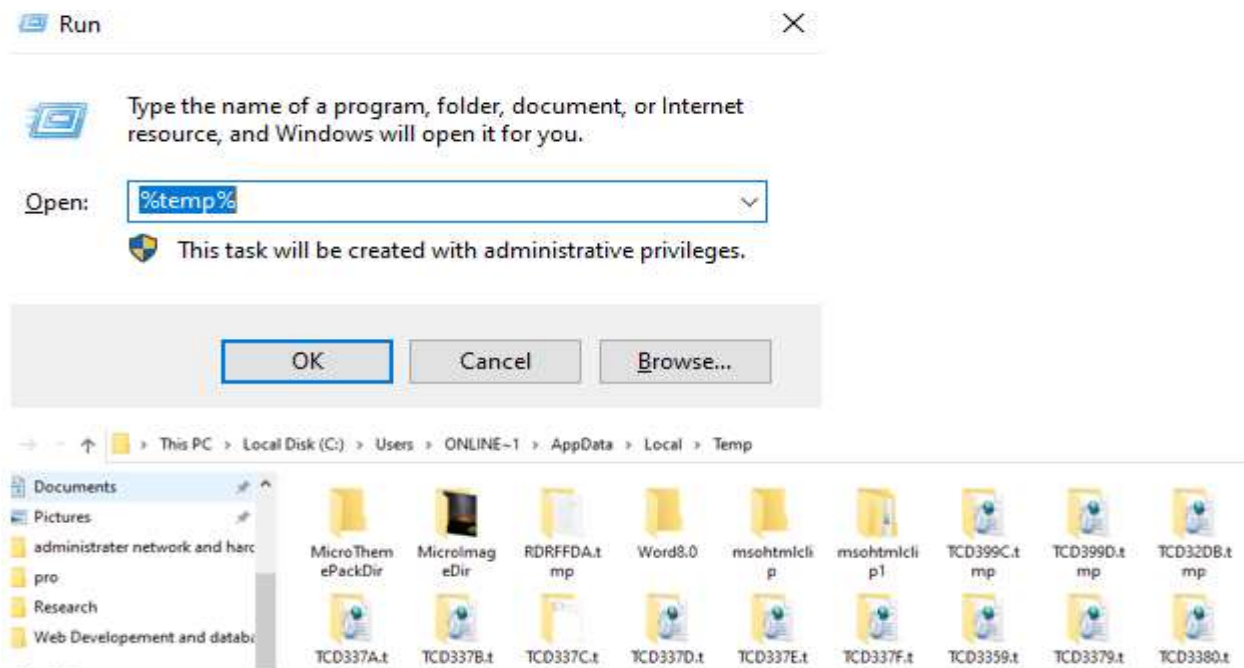 Run
Type the name of a program, folder, document, or Internet
resource, and Windows will open it for you.
Open: %temp%
This task will be created with administrative privileges.
OK Cancel Browse...
This PC > Local Disk (C:) > Users > ONLINE~1 > AppData > Local > Temp
Documents
Pictures
administrater network and harc
pro
Research
Web Developement and databa
MicroThem
ePackDir
MicroImag
eDir
RDRFFDA.t
mp
Word8.0
msohtmlcli
p
msohtmlcli
p1
TCD399C.t
mp
TCD399D.t
mp
TCD32DB.t
mp
TCD337A.t
TCD337B.t
TCD337C.t
TCD337D.t
TCD337E.t
TCD337F.t
TCD3359.t
TCD3379.t
TCD3380.t